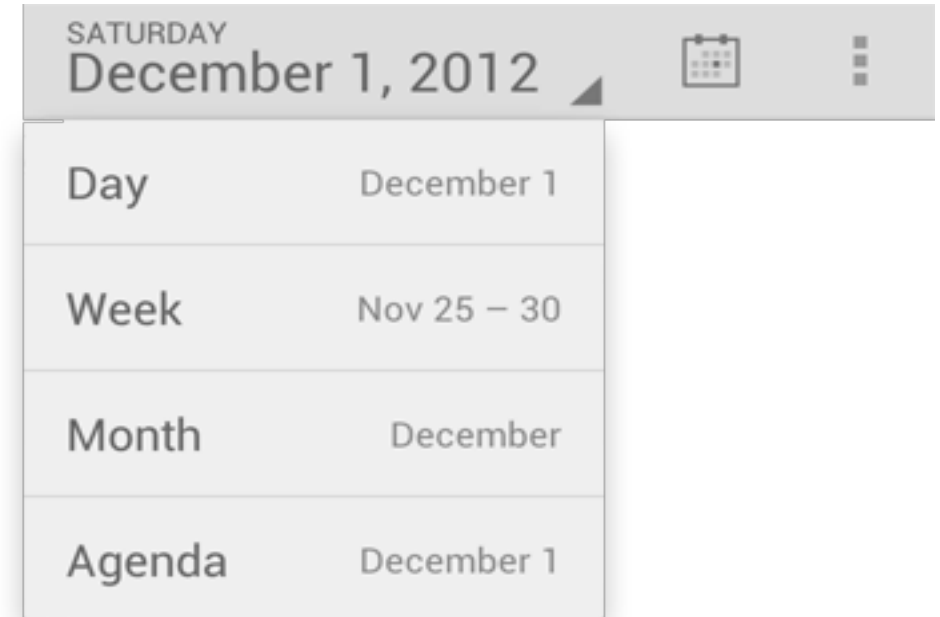 SATURDAY
December 1, 2012
Day December 1
Week Nov 25 – 30
Month December
Agenda December 1